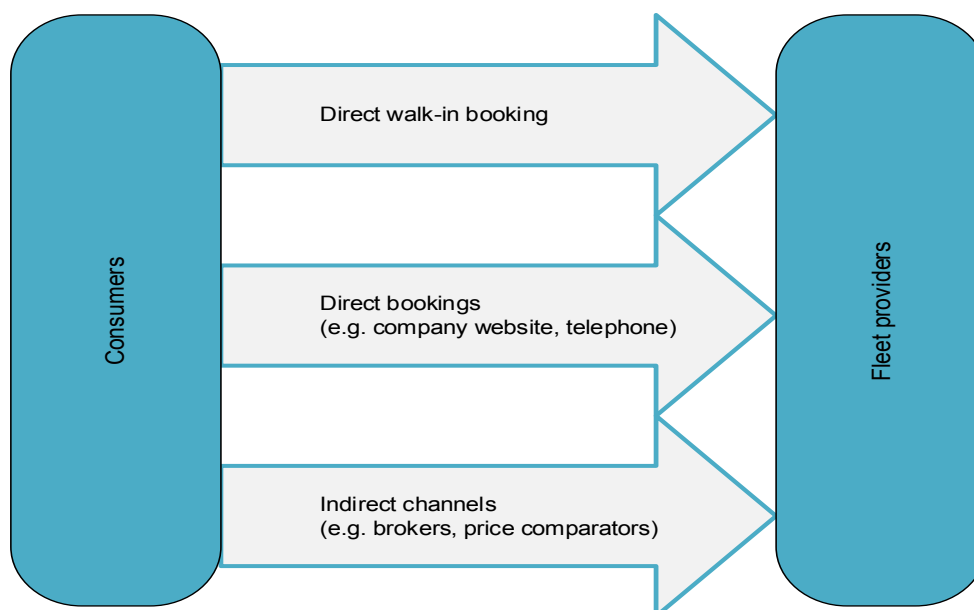 Consumers
Direct walk-in booking
Direct bookings
(e.g. company website, telephone)
Indirect channels
(e.g. brokers, price comparators)
Fleet providers